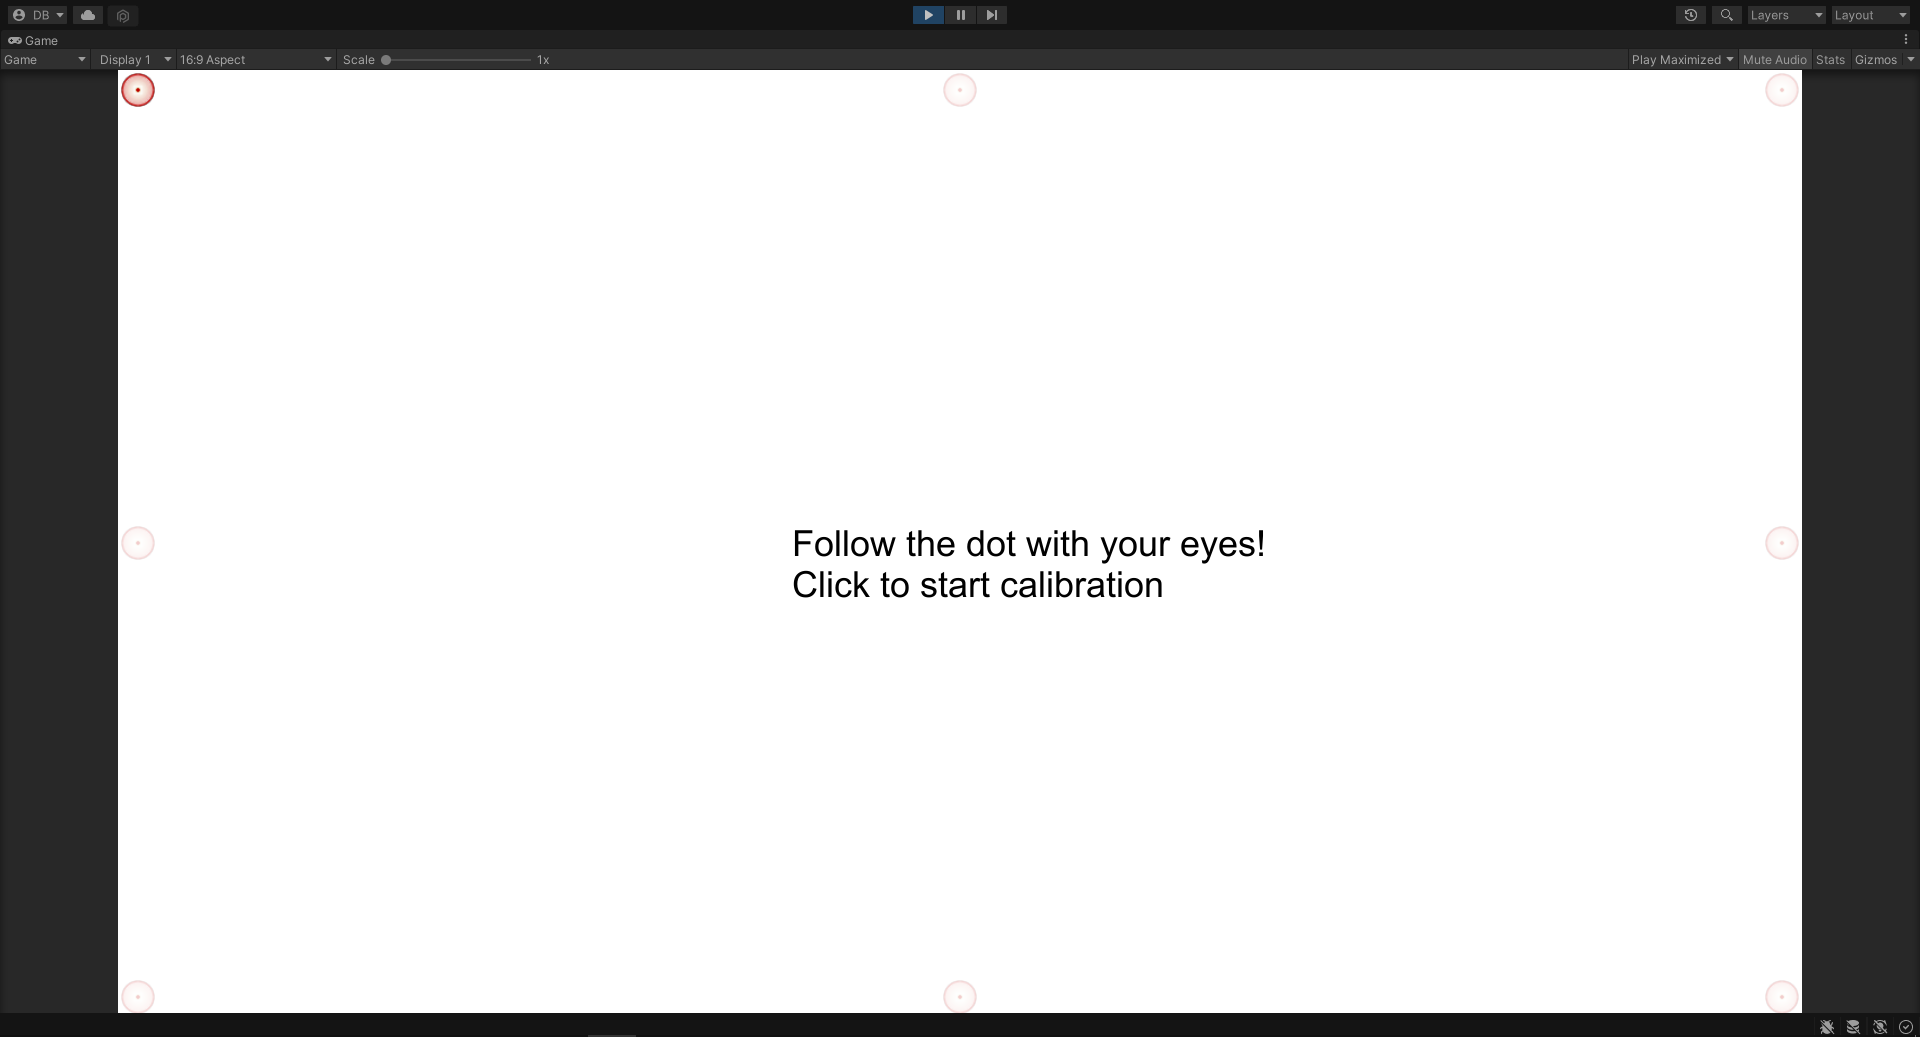 DB
Layers
Layout
Game
Game
Display 1
16:9 Aspect
Scale
1x
Play Maximized
Mute Audio
Stats
Gizmos
Follow the dot with your eyes!
Click to start calibration